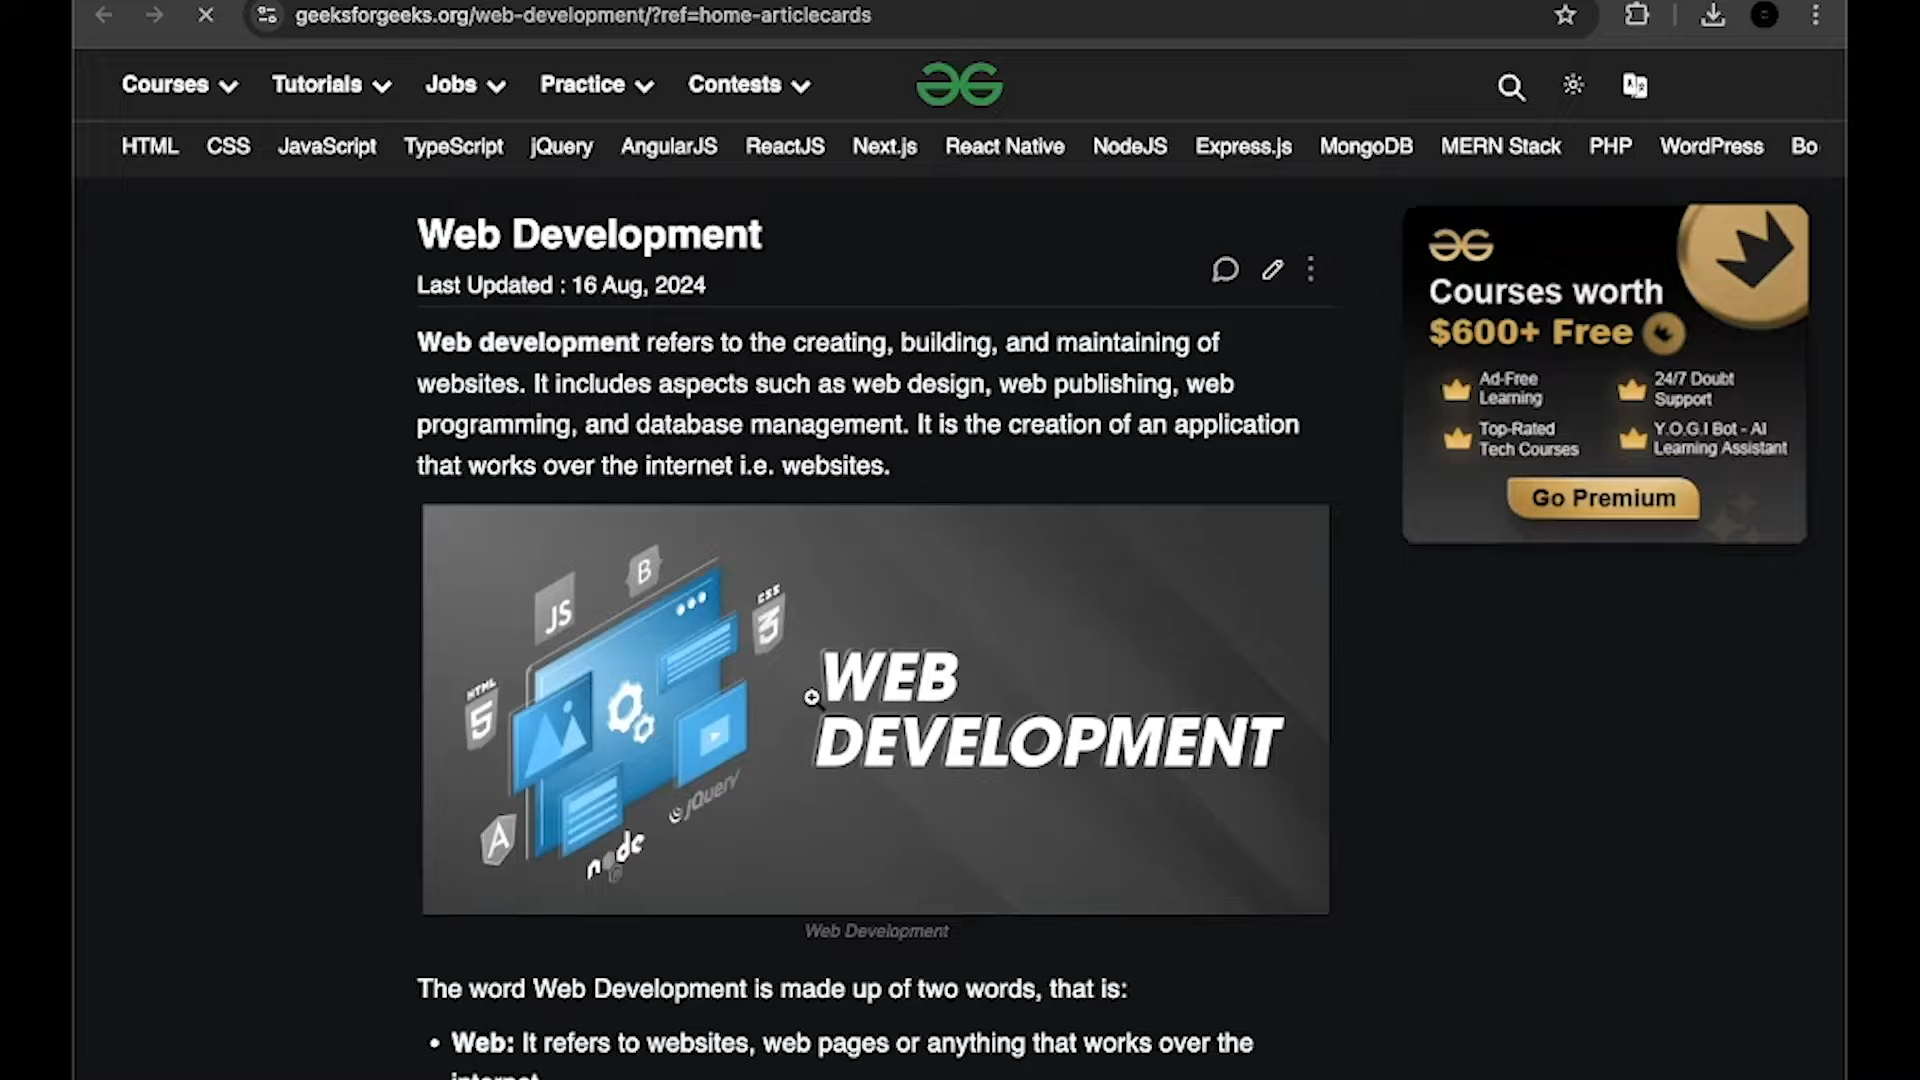 geeksforgeeks.org/web-development/?ref=home-articlecards
Courses Tutorials Jobs Practice Contests
HTML CSS JavaScript TypeScript jQuery AngularJS ReactJS Next.js React Native NodeJS Express.js MongoDB MERN Stack PHP WordPress Bo
Web Development
Last Updated : 16 Aug, 2024
Web development refers to the creating, building, and maintaining of
websites. It includes aspects such as web design, web publishing, web
programming, and database management. It is the creation of an application
that works over the internet i.e. websites.
JS
B
CSS
3
HTML
5
A
node
jQuery
WEB
DEVELOPMENT
Web Development
The word Web Development is made up of two words, that is:
• Web: It refers to websites, web pages or anything that works over the
internet.
Courses worth
$600+ Free
Ad-Free
Learning
24/7 Doubt
Support
Top-Rated
Tech Courses
Y.O.G.I Bot - AI
Learning Assistant
Go Premium